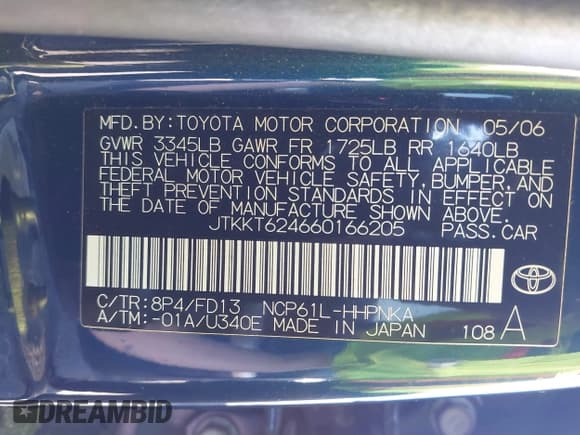 MFD.BY:TOYOTA MOTOR CORPORATION 05/06
GVWR 3345LB GAWR FR 1725LB RR 1640LB
THIS VEHICLE CONFORMS TO ALL APPLICABLE
FEDERAL MOTOR VEHICLE SAFETY,BUMPER,AND
THEFT PREVENTION STANDARDS IN EFFECT ON
THE DATE OF MANUFACTURE SHOWN ABOVE.
JTKKT624660166205 PASS.CAR
C/TR:8P4/FD13 NCP61L-HHPNKA
A/TM:-01A/U340E MADE IN JAPAN 108 A
DREAMBID